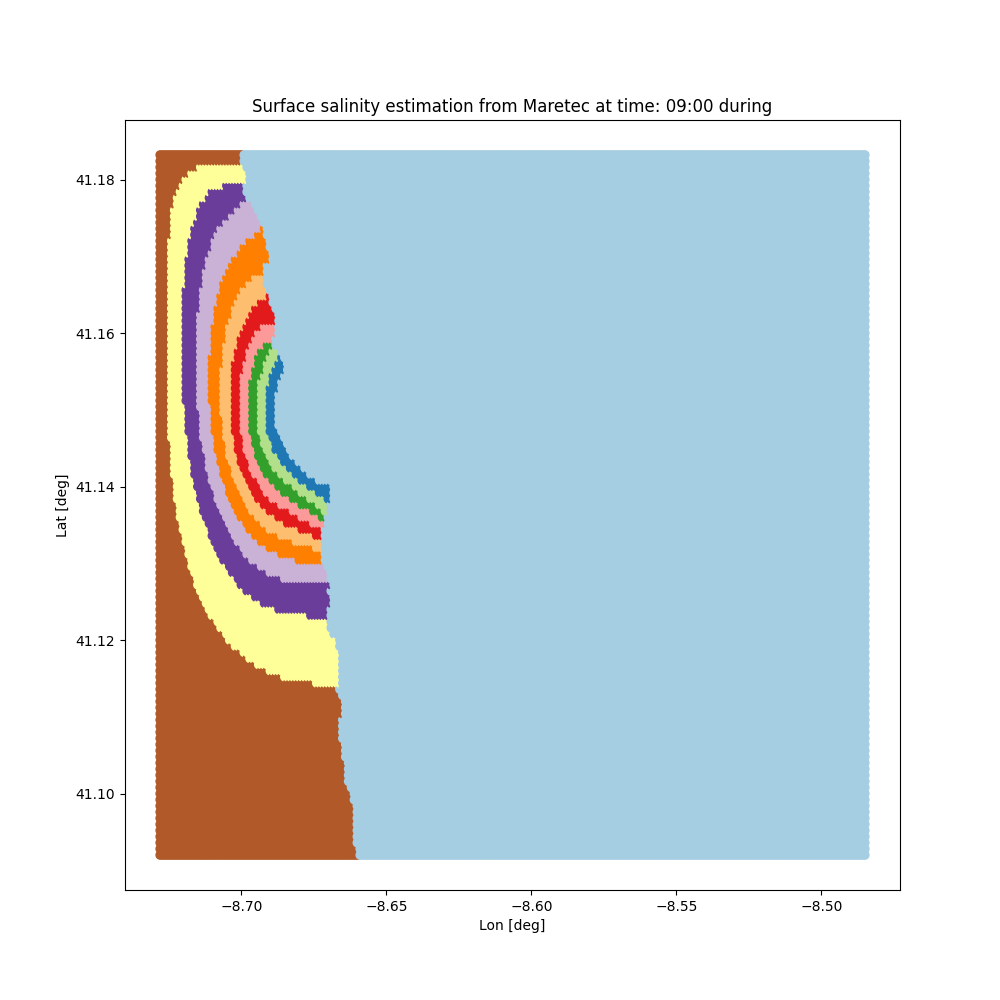 Surface salinity estimation from Maretec at time: 09:00 during
41.18
41.16
41.14
41.12
41.10
Lat [deg]
−8.70 −8.65 −8.60 −8.55 −8.50
Lon [deg]